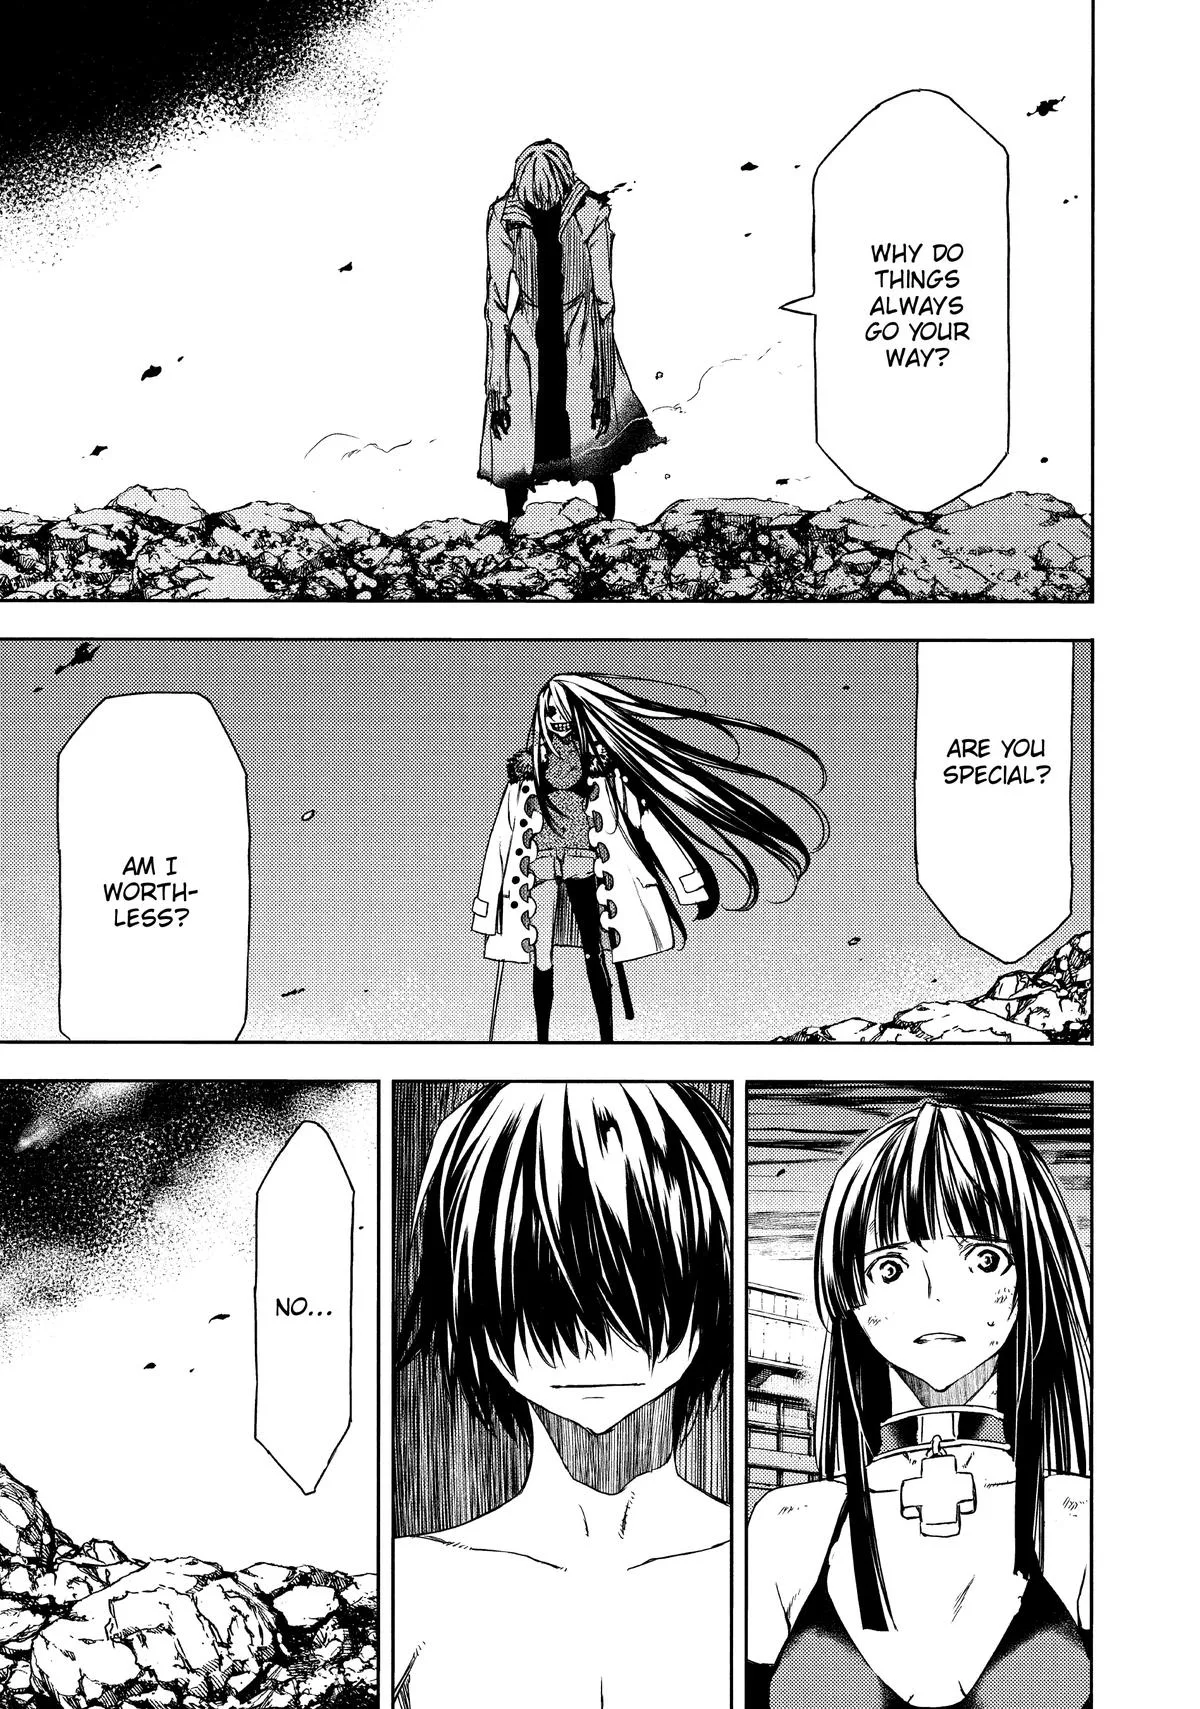 WHY DO
THINGS
ALWAYS
GO YOUR
WAY?
ARE YOU
SPECIAL?
AM I
WORTH-
LESS?
NO...